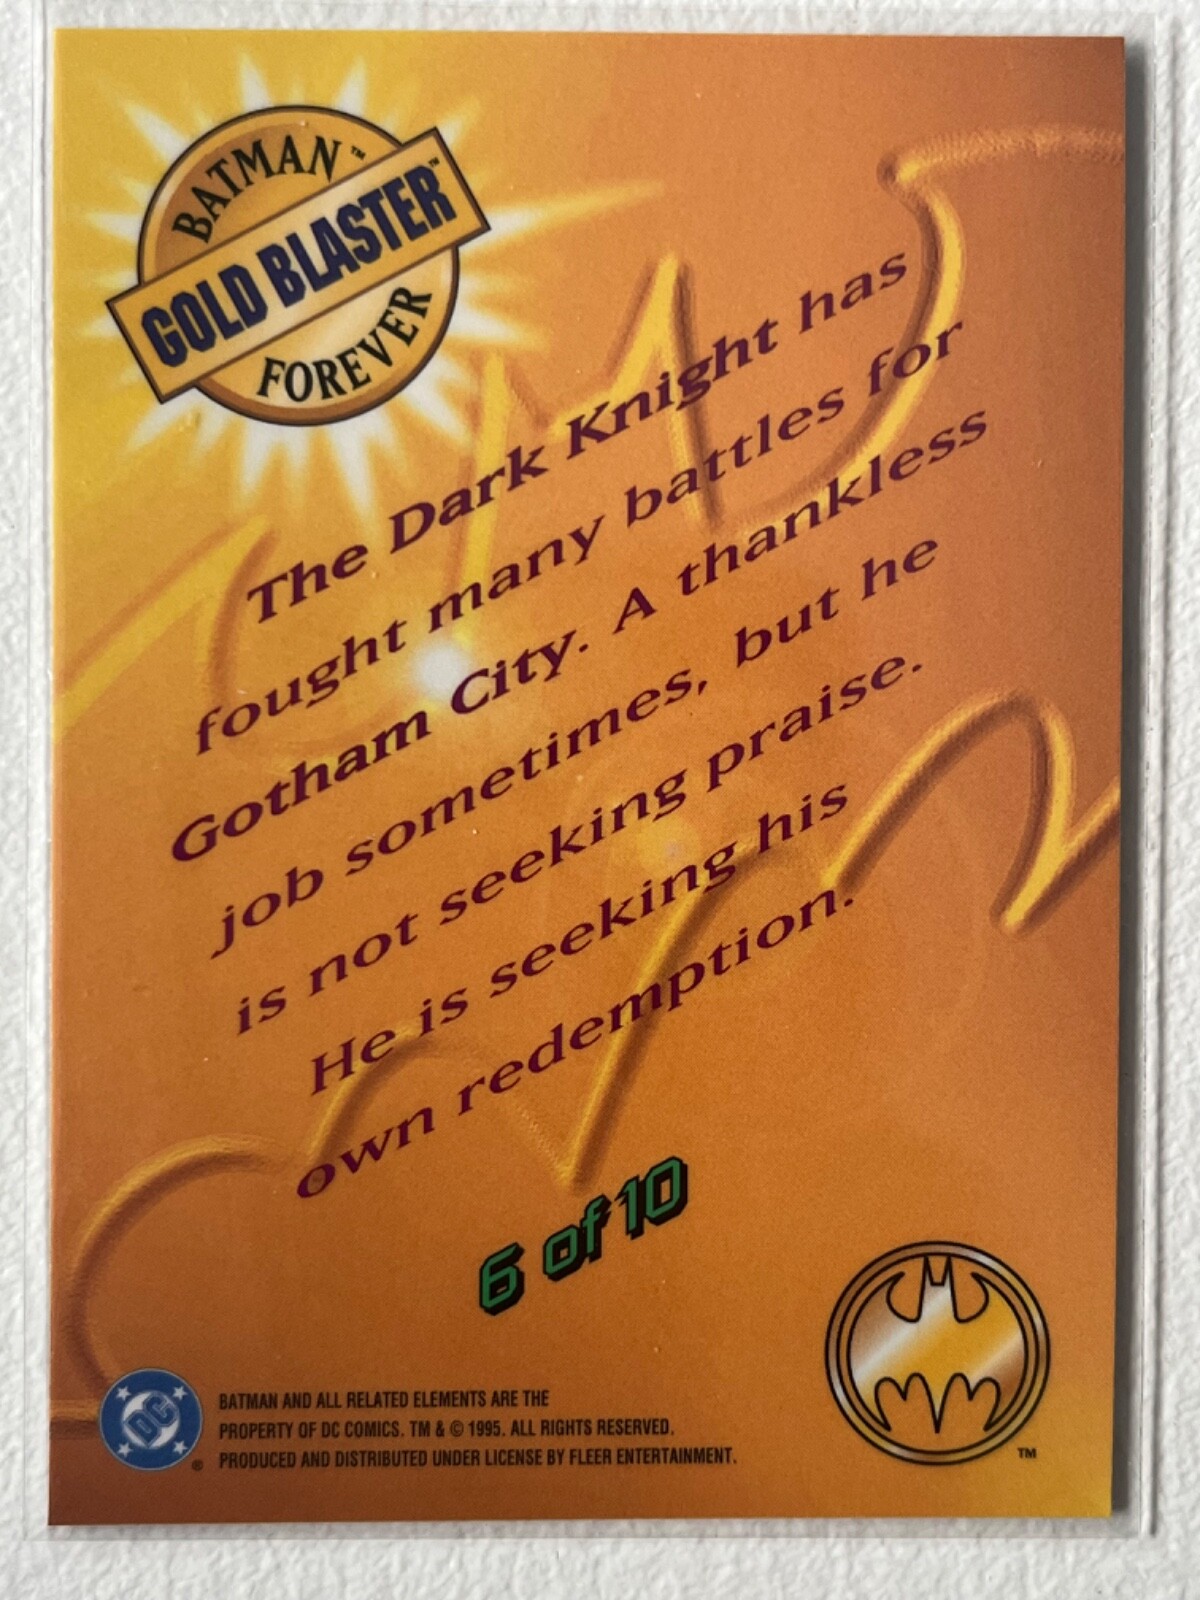 BATMAN™
GOLD BLASTER™
FOREVER
The Dark Knight has
fought many battles for
Gotham City. A thankless
job sometimes, but he
is not seeking praise.
He is seeking his
own redemption.
6 of 10
DC
®
BATMAN AND ALL RELATED ELEMENTS ARE THE
PROPERTY OF DC COMICS. TM & © 1995. ALL RIGHTS RESERVED.
PRODUCED AND DISTRIBUTED UNDER LICENSE BY FLEER ENTERTAINMENT.
TM